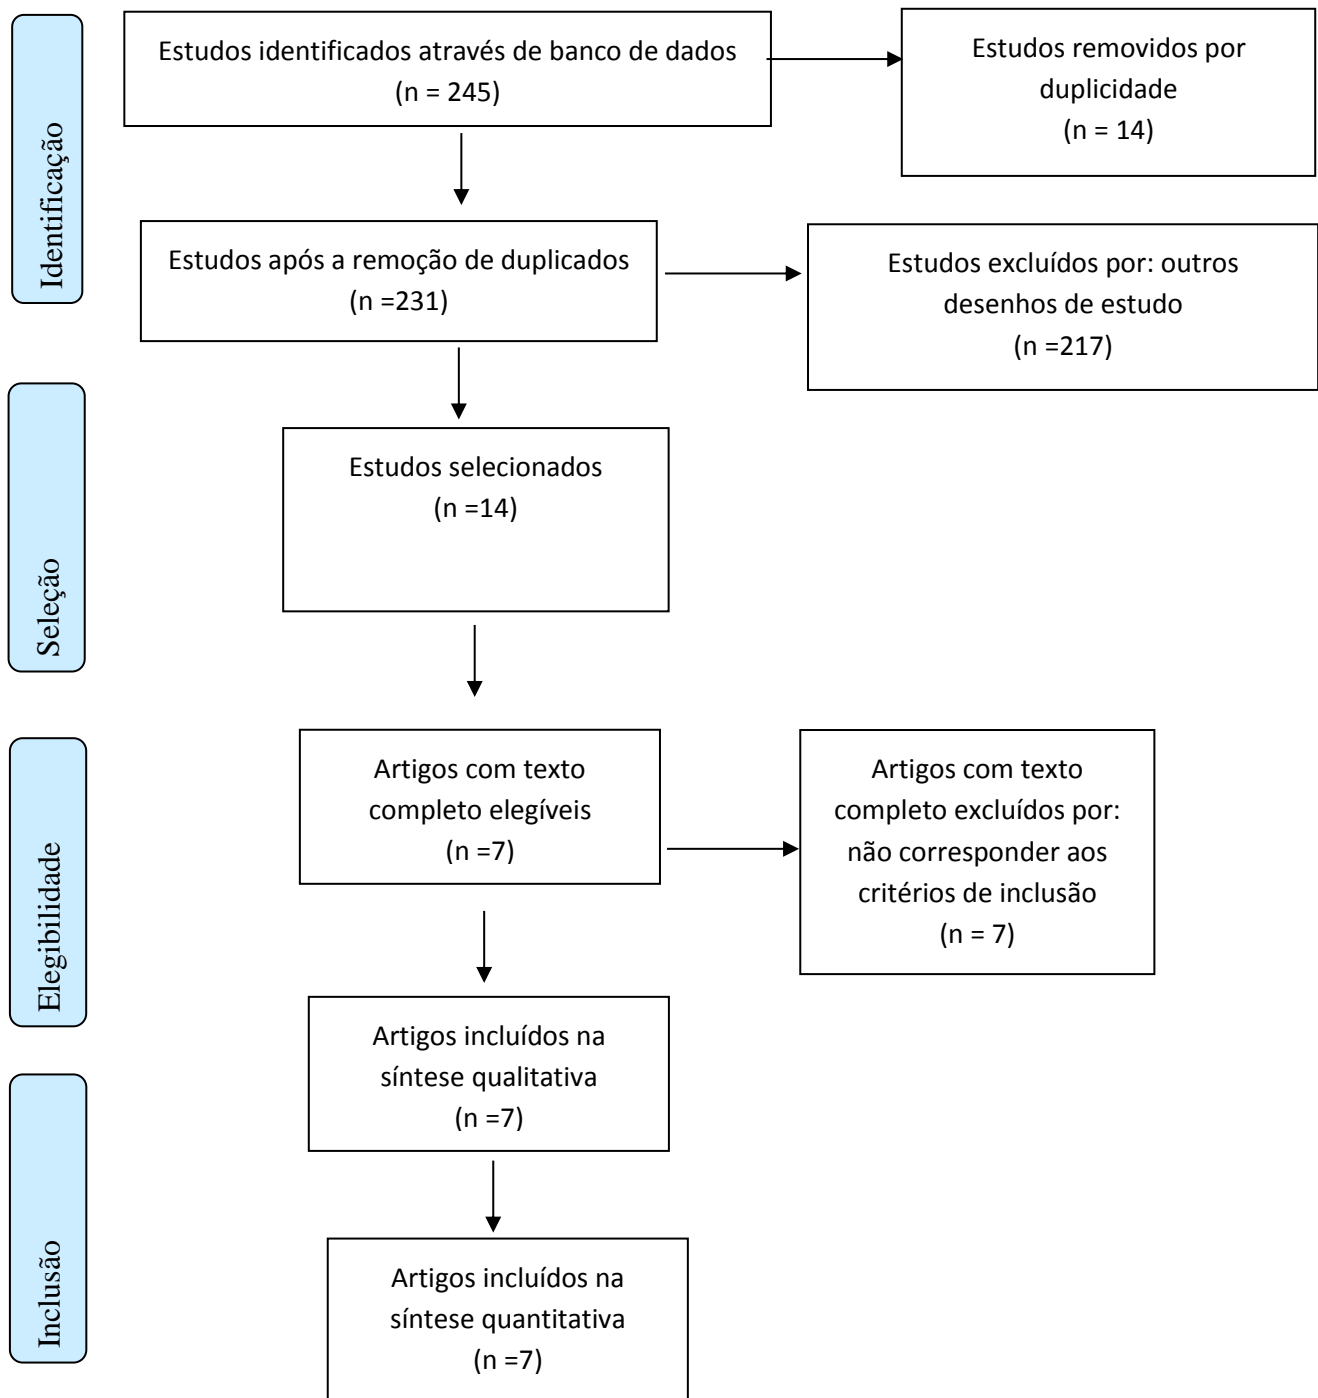 Identificação
Estudos identificados através de banco de dados
(n = 245)
Estudos removidos por
duplicidade
(n = 14)
Estudos após a remoção de duplicados
(n =231)
Estudos excluídos por: outros
desenhos de estudo
(n =217)
Seleção
Estudos selecionados
(n =14)
Elegibilidade
Artigos com texto
completo elegíveis
(n =7)
Artigos com texto
completo excluídos por:
não corresponder aos
critérios de inclusão
(n = 7)
Artigos incluídos na
síntese qualitativa
(n =7)
Inclusão
Artigos incluídos na
síntese quantitativa
(n =7)